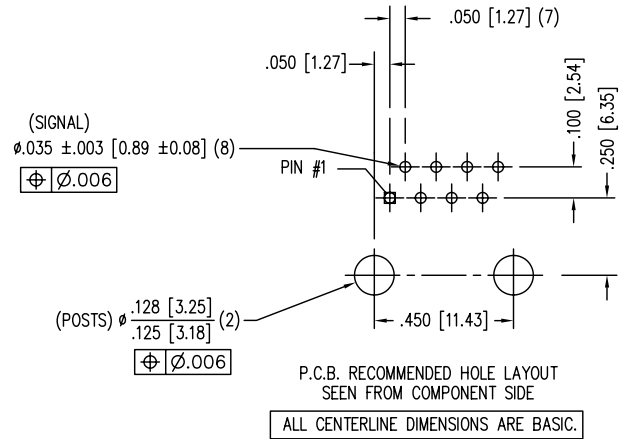 .050 [1.27] (7)
.050 [1.27]
.100 [2.54]
.250 [6.35]
(SIGNAL)
ø.035 ±.003 [0.89 ±0.08] (8)
⌖ Ø.006
PIN #1
(POSTS) ø .128 [3.25] (2)
.125 [3.18]
⌖ Ø.006
.450 [11.43]
P.C.B. RECOMMENDED HOLE LAYOUT
SEEN FROM COMPONENT SIDE
ALL CENTERLINE DIMENSIONS ARE BASIC.